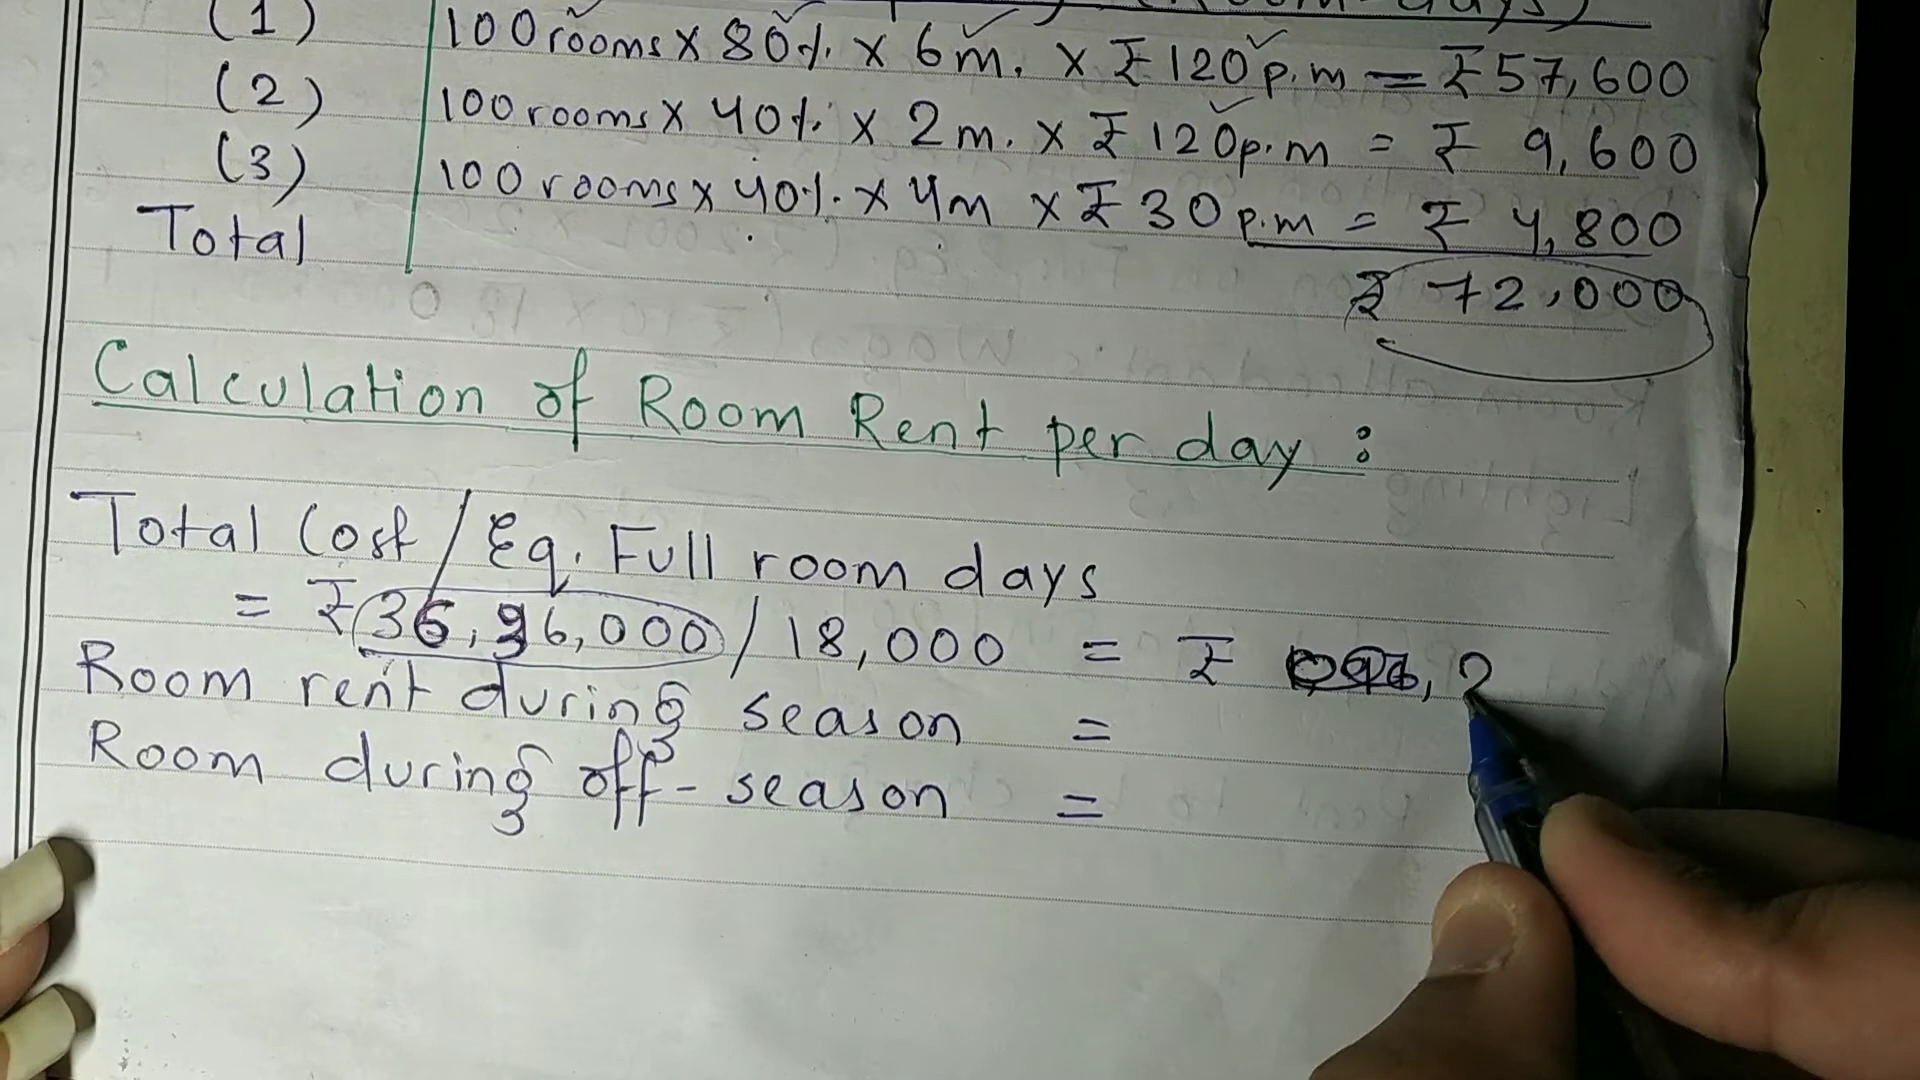 (1) 100 rooms x 80% x 6m. x ₹ 120 p.m = ₹ 57,600
(2) 100 rooms x 40% x 2m. x ₹ 120 p.m = ₹ 9,600
(3) 100 rooms x 40% x 4m x ₹ 30 p.m = ₹ 4,800
Total ₹ 72,000
Calculation of Room Rent per day :
Total Cost / Eq. Full room days
= ₹ 36,96,000 / 18,000 = ₹
Room rent during season =
Room during off-season =